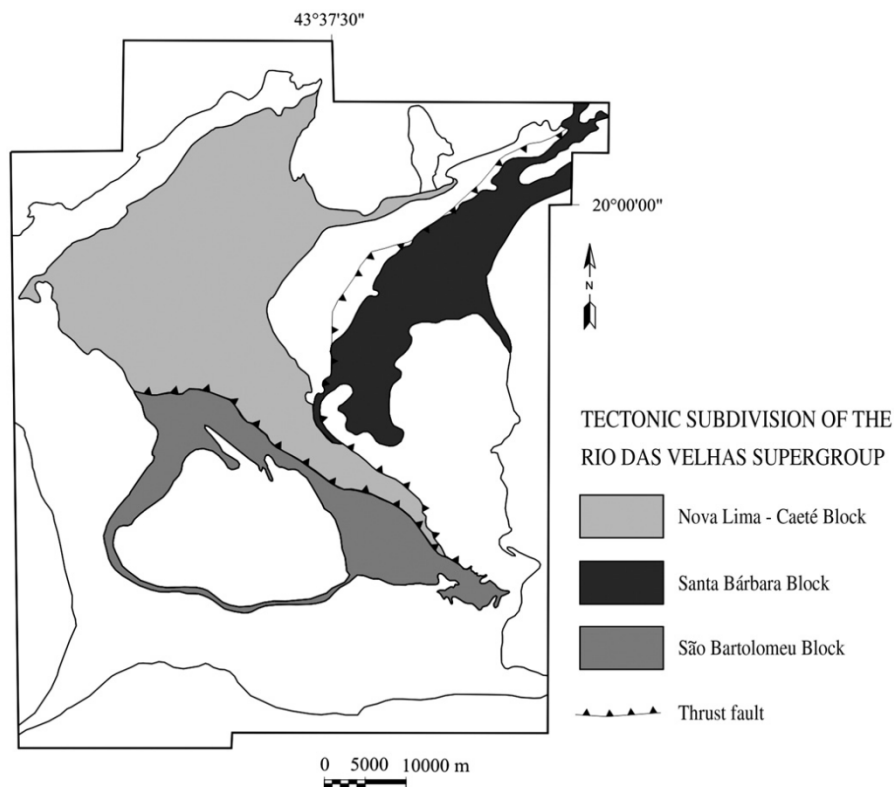 43°37'30"
20°00'00"
N
TECTONIC SUBDIVISION OF THE
RIO DAS VELHAS SUPERGROUP
Nova Lima - Caeté Block
Santa Bárbara Block
São Bartolomeu Block
Thrust fault
0 5000 10000 m